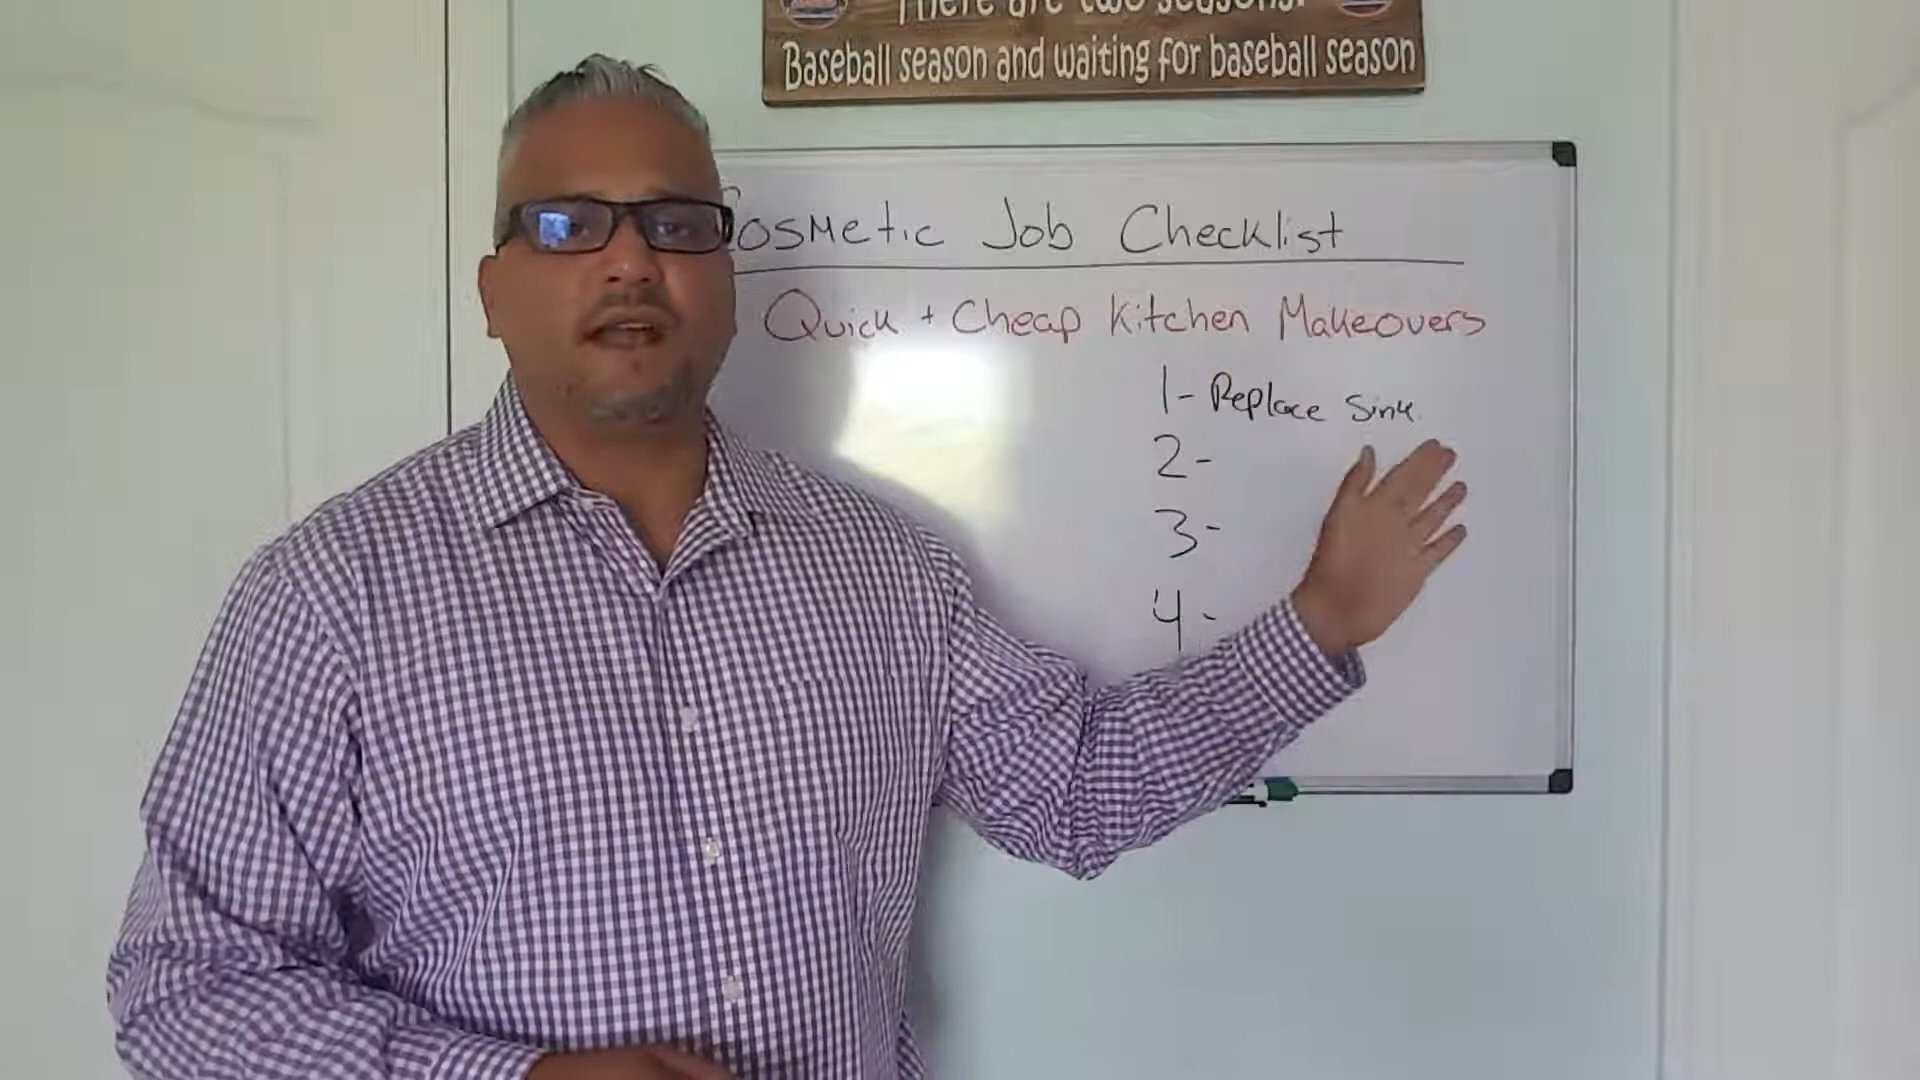 There are two seasons:
Baseball season and waiting for baseball season
Cosmetic Job Checklist
Quick + Cheap Kitchen Makeovers
1- Replace Sink
2-
3-
4-